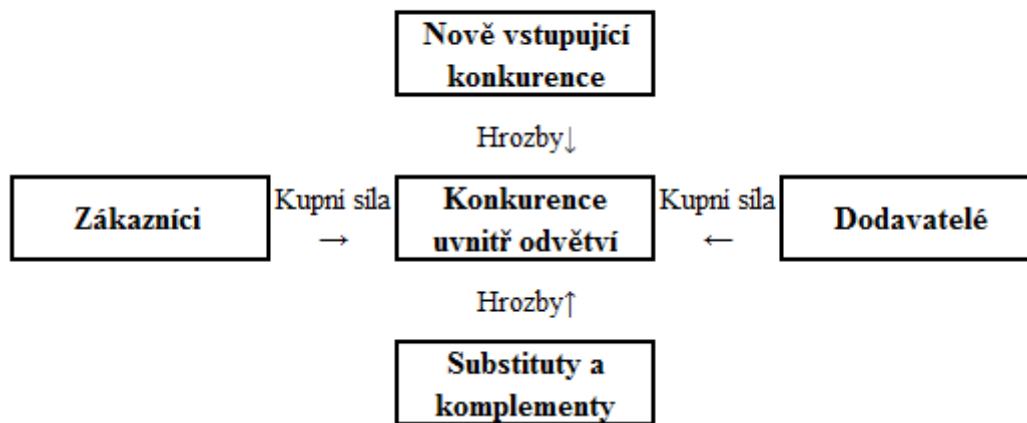 Nově vstupující
konkurence
Hrozby↓
Zákazníci
Kupní síla
→
Konkurence
uvnitř odvětví
Kupní síla
←
Dodavatelé
Hrozby↑
Substituty a
komplementy